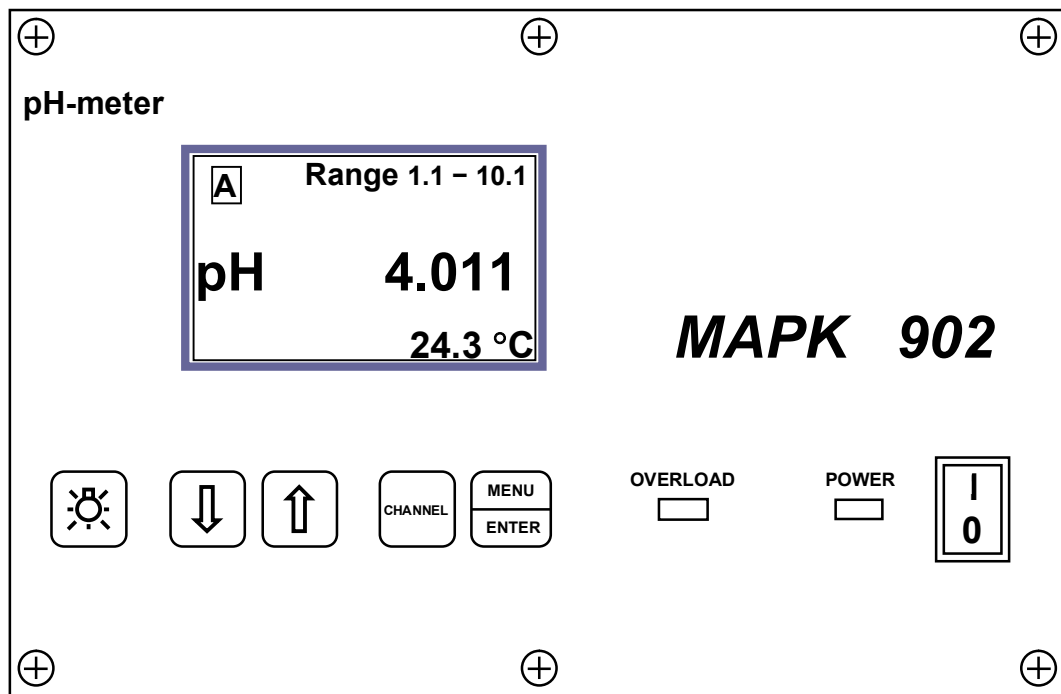 pH-meter
A
Range 1.1 – 10.1
pH 4.011
24.3 °C
МАРК 902
CHANNEL
MENU
ENTER
OVERLOAD
POWER
I
0